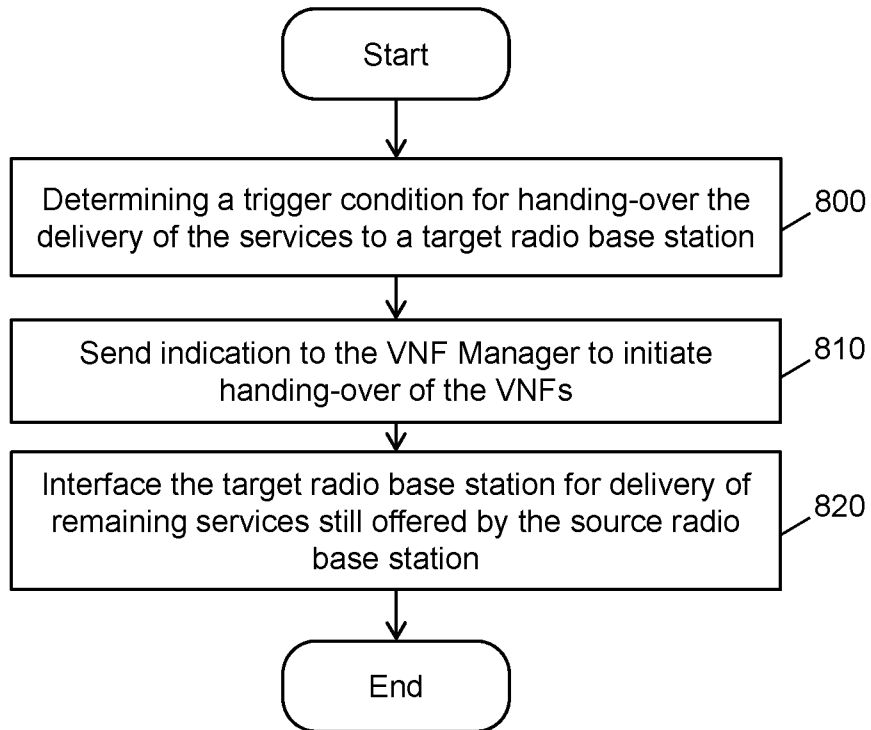 Start
Determining a trigger condition for handing-over the
delivery of the services to a target radio base station
800
Send indication to the VNF Manager to initiate
handing-over of the VNFs
810
Interface the target radio base station for delivery of
remaining services still offered by the source radio
base station
820
End